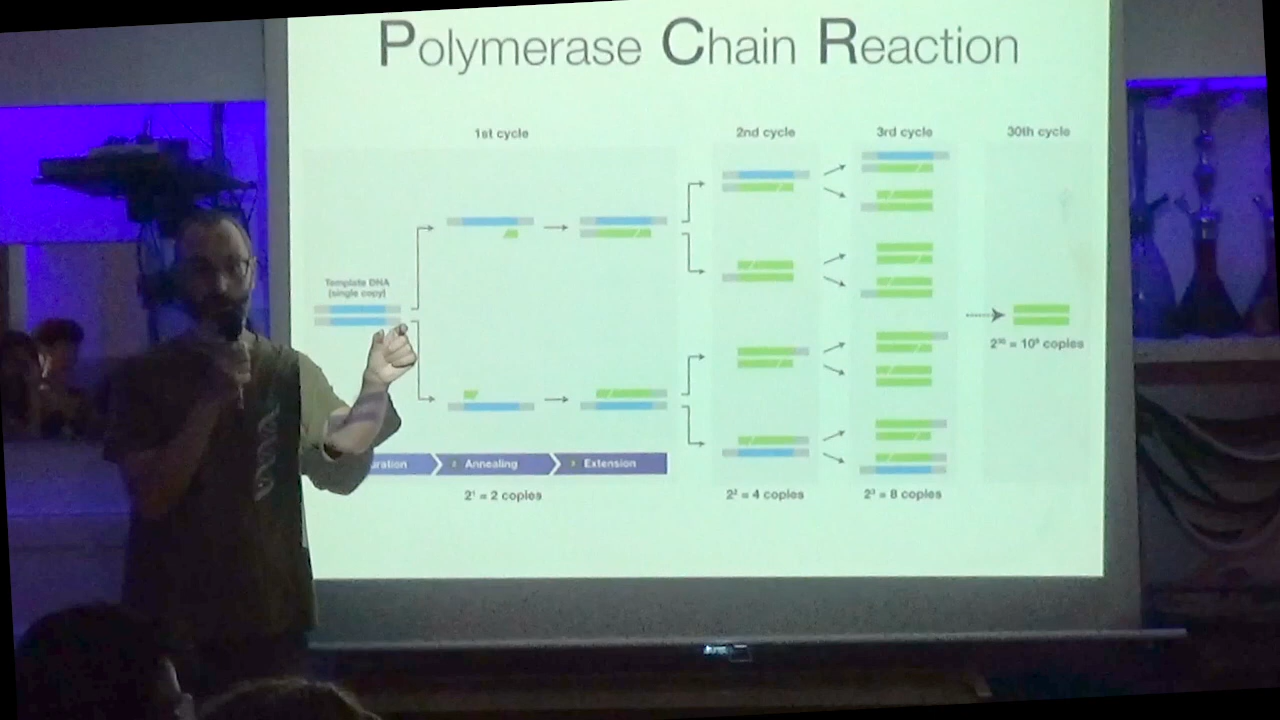 Polymerase Chain Reaction
1st cycle
2nd cycle
3rd cycle
30th cycle
Template DNA
(single copy)
uration
Annealing
Extension
2¹ = 2 copies
2² = 4 copies
2³ = 8 copies
2³⁰ = 10⁹ copies